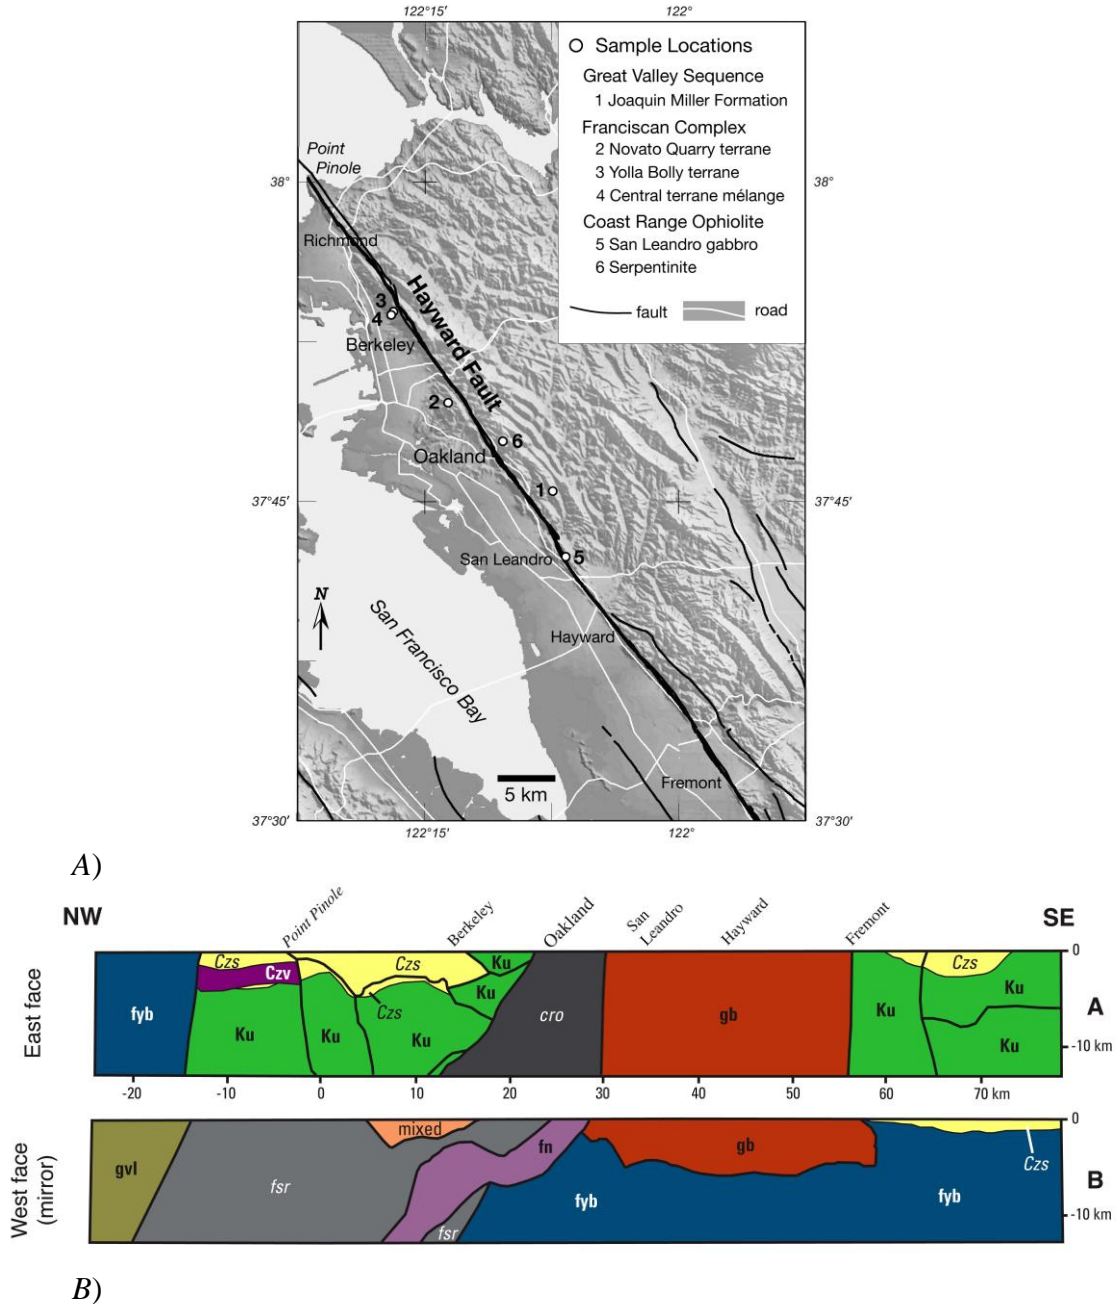 122°15'
122°
Sample Locations
Great Valley Sequence
1 Joaquin Miller Formation
Franciscan Complex
2 Novato Quarry terrane
3 Yolla Bolly terrane
4 Central terrane mélange
Coast Range Ophiolite
5 San Leandro gabbro
6 Serpentinite
fault
road
Point
Pinole
38°
38°
Richmond
Hayward Fault
3
4
Berkeley
2
6
Oakland
1
37°45'
37°45'
San Leandro
5
N
San Francisco Bay
Hayward
Fremont
5 km
37°30'
37°30'
122°15'
122°
A)
NW
Point Pinole
Berkeley
Oakland
San
Leandro
Hayward
Fremont
SE
East face
fyb
Czs
Czv
Ku
Ku
Czs
Czs
Ku
Ku
Ku
cro
gb
Ku
Czs
Ku
Ku
0
A
-10 km
-20
-10
0
10
20
30
40
50
60
70 km
West face
(mirror)
gvl
fsr
mixed
fsr
fn
gb
fyb
fyb
Czs
0
B
-10 km
B)